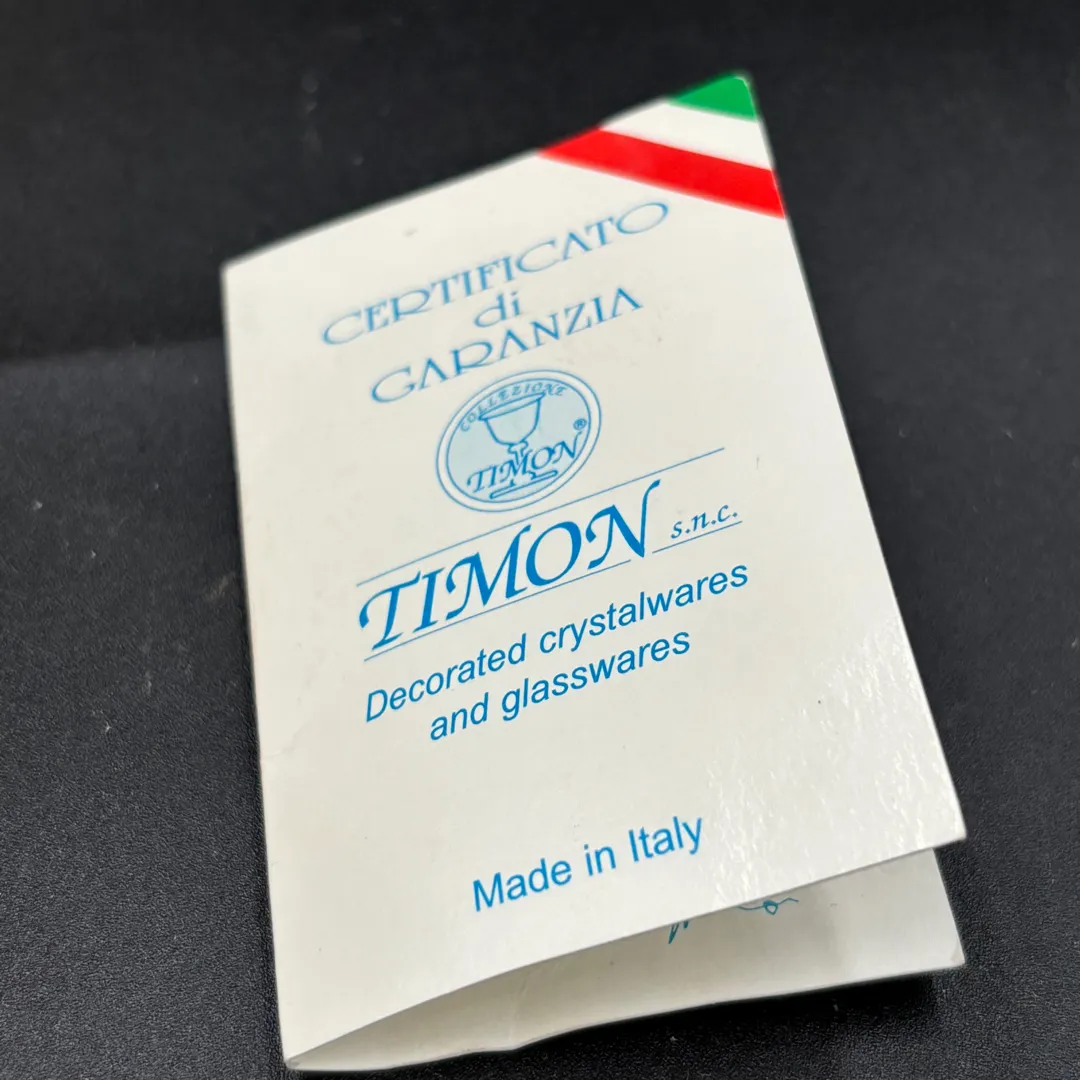 CERTIFICATO
di
GARANZIA
COLLEZIONE
TIMON®
TIMON s.n.c.
Decorated crystalwares
and glasswares
Made in Italy